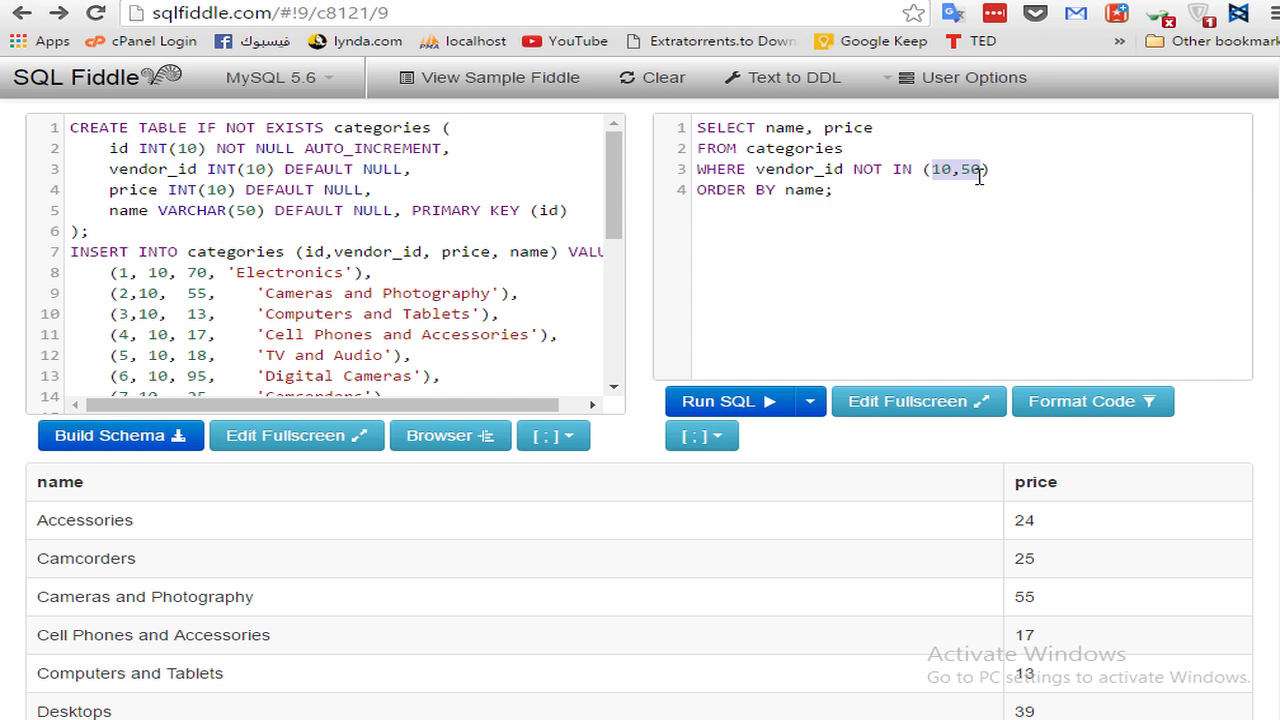 sqlfiddle.com/#!9/c8121/9
Apps cPanel Login فيسبوك lynda.com localhost YouTube Extratorrents.to Down Google Keep TED » Other bookmark
SQL Fiddle MySQL 5.6 View Sample Fiddle Clear Text to DDL User Options
1 CREATE TABLE IF NOT EXISTS categories (
2 id INT(10) NOT NULL AUTO_INCREMENT,
3 vendor_id INT(10) DEFAULT NULL,
4 price INT(10) DEFAULT NULL,
5 name VARCHAR(50) DEFAULT NULL, PRIMARY KEY (id)
6 );
7 INSERT INTO categories (id,vendor_id, price, name) VALU
8 (1, 10, 70, 'Electronics'),
9 (2,10, 55, 'Cameras and Photography'),
10 (3,10, 13, 'Computers and Tablets'),
11 (4, 10, 17, 'Cell Phones and Accessories'),
12 (5, 10, 18, 'TV and Audio'),
13 (6, 10, 95, 'Digital Cameras'),
14
1 SELECT name, price
2 FROM categories
3 WHERE vendor_id NOT IN (10,50)
4 ORDER BY name;
Run SQL Edit Fullscreen Format Code
Build Schema Edit Fullscreen Browser [ ; ] [ ; ]
name price
Accessories 24
Camcorders 25
Cameras and Photography 55
Cell Phones and Accessories 17
Activate Windows
Computers and Tablets 13
Go to PC settings to activate Windows.
Desktops 39